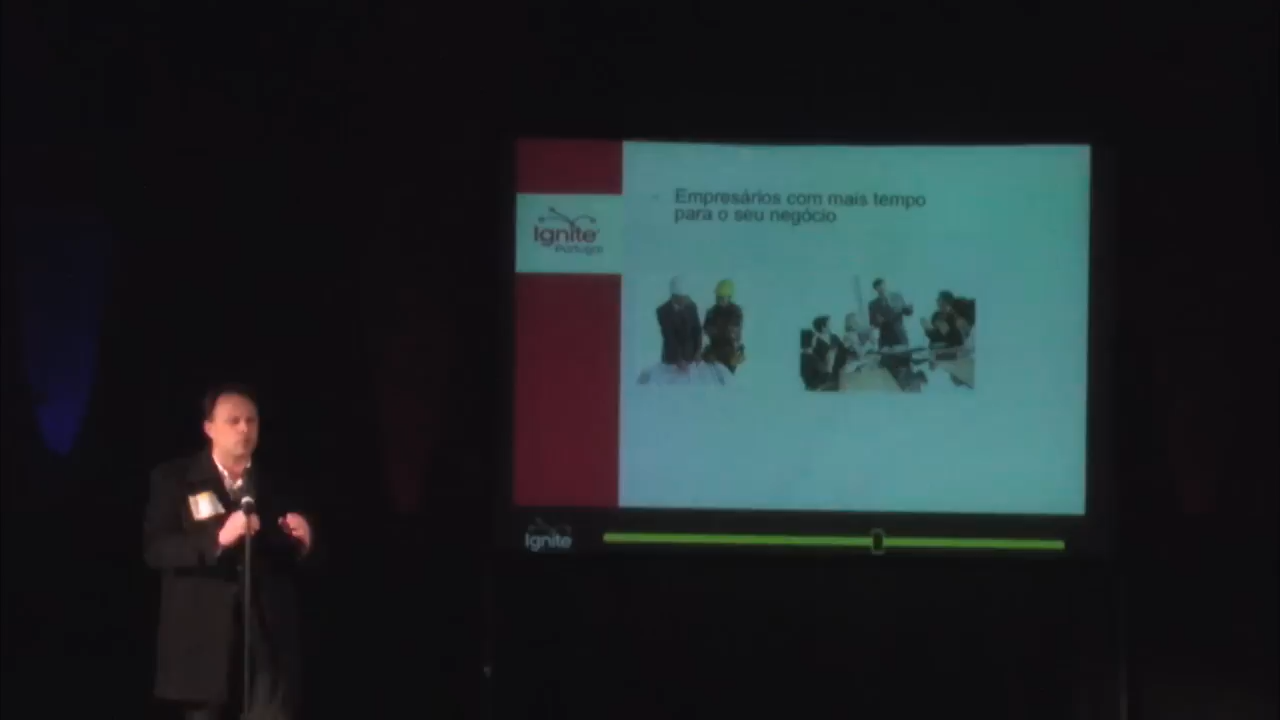 Empresários com mais tempo
para o seu negócio
Ignite
Portugal
Ignite